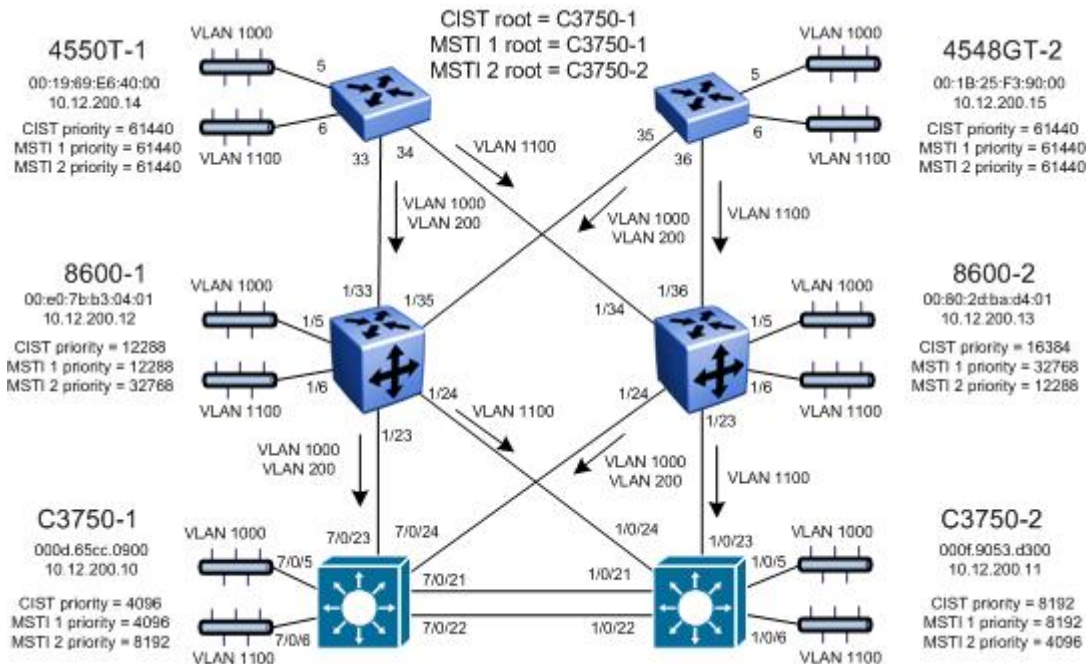 CIST root = C3750-1
MSTI 1 root = C3750-1
MSTI 2 root = C3750-2
4550T-1
00:19:69:E6:40:00
10.12.200.14
CIST priority = 61440
MSTI 1 priority = 61440
MSTI 2 priority = 61440
VLAN 1000
5
6
VLAN 1100
33
34
VLAN 1100
VLAN 1000
VLAN 200
4548GT-2
00:1B:25:F3:90:00
10.12.200.15
CIST priority = 61440
MSTI 1 priority = 61440
MSTI 2 priority = 61440
VLAN 1000
5
6
VLAN 1100
35
36
VLAN 1000
VLAN 200
VLAN 1100
8600-1
00:e0:7b:b3:04:01
10.12.200.12
CIST priority = 12288
MSTI 1 priority = 12288
MSTI 2 priority = 32768
VLAN 1000
1/5
1/6
VLAN 1100
1/33
1/35
1/24
1/23
VLAN 1100
VLAN 1000
VLAN 200
8600-2
00:80:2d:ba:d4:01
10.12.200.13
CIST priority = 16384
MSTI 1 priority = 32768
MSTI 2 priority = 12288
VLAN 1000
1/5
1/6
VLAN 1100
1/34
1/36
1/24
1/23
VLAN 1000
VLAN 200
VLAN 1100
C3750-1
000d.65cc.0900
10.12.200.10
CIST priority = 4096
MSTI 1 priority = 4096
MSTI 2 priority = 8192
VLAN 1000
7/0/5
7/0/6
VLAN 1100
7/0/23
7/0/24
7/0/21
7/0/22
C3750-2
000f.9053.d300
10.12.200.11
CIST priority = 8192
MSTI 1 priority = 8192
MSTI 2 priority = 4096
VLAN 1000
1/0/5
1/0/6
VLAN 1100
1/0/24
1/0/23
1/0/21
1/0/22